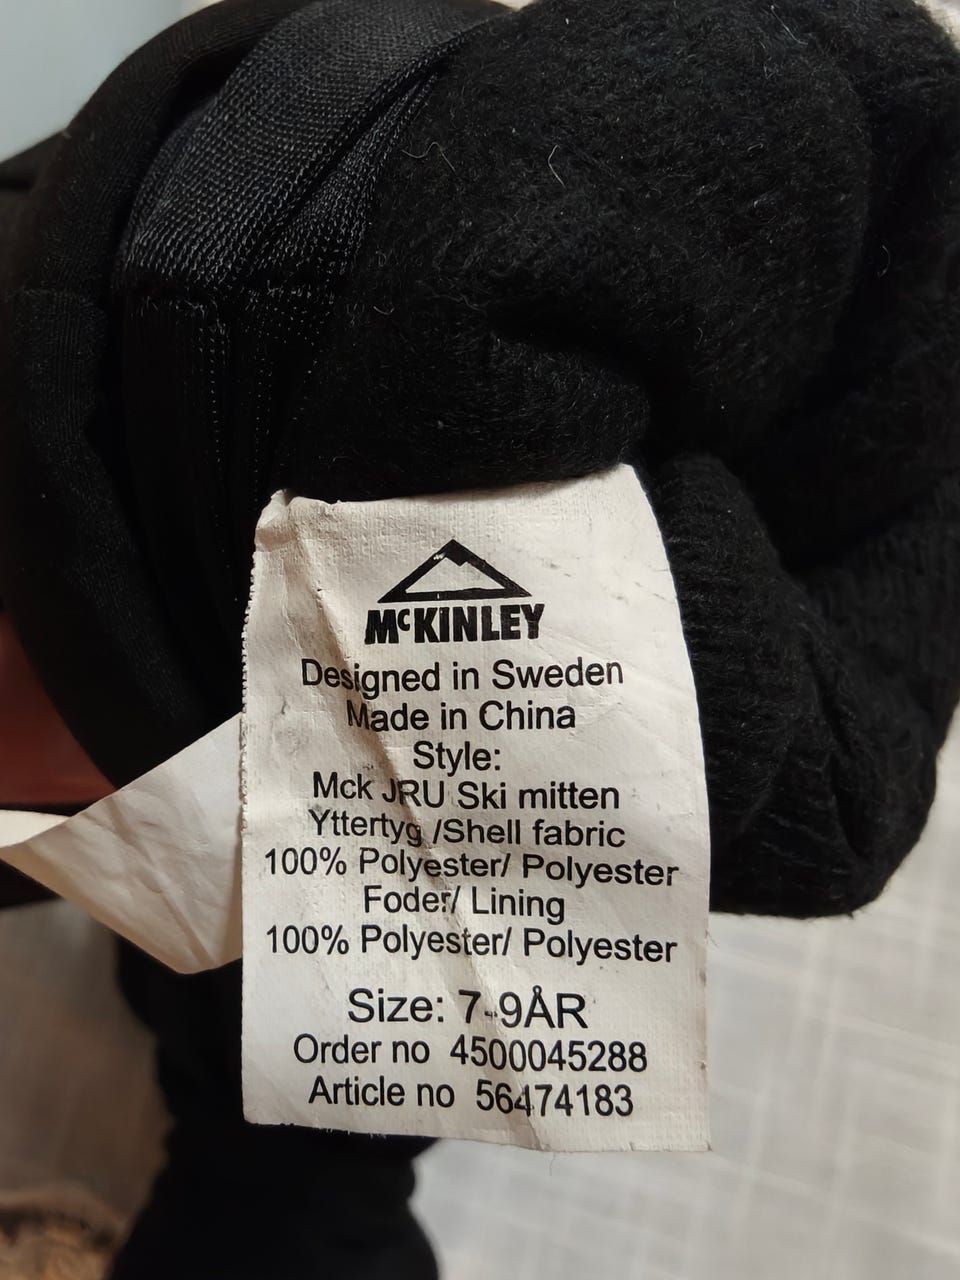 McKINLEY
Designed in Sweden
Made in China
Style:
Mck JRU Ski mitten
Yttertyg /Shell fabric
100% Polyester/ Polyester
Foder/ Lining
100% Polyester/ Polyester
Size: 7-9ÅR
Order no 4500045288
Article no 56474183